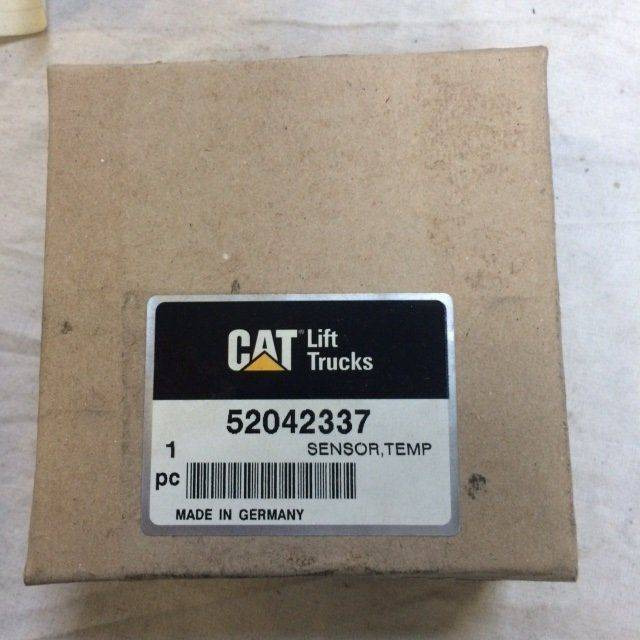 CAT Lift
Trucks
52042337
1 SENSOR,TEMP
pc
MADE IN GERMANY